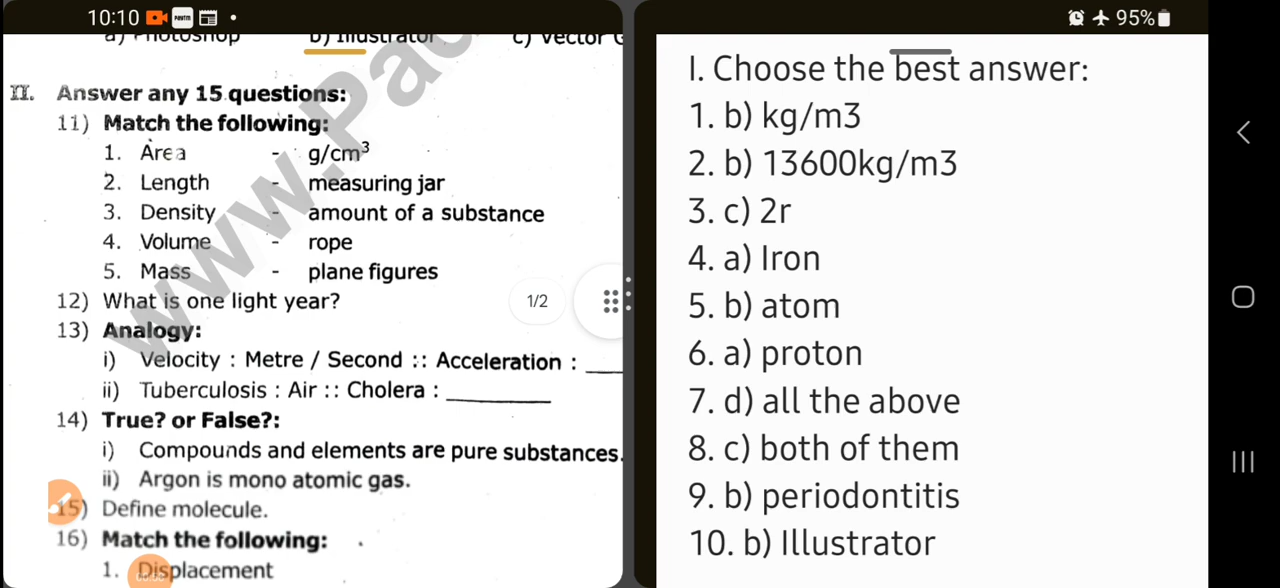 10:10
a) Photoshop b) Illustrator c) Vector G
II. Answer any 15 questions:
11) Match the following:
1. Area - g/cm³
2. Length - measuring jar
3. Density - amount of a substance
4. Volume - rope
5. Mass - plane figures
12) What is one light year?
13) Analogy:
i) Velocity : Metre / Second :: Acceleration : ___
ii) Tuberculosis : Air :: Cholera : ________
14) True? or False?:
i) Compounds and elements are pure substances.
ii) Argon is mono atomic gas.
15) Define molecule.
16) Match the following:
1. Displacement
www.Pac
1/2
95%
I. Choose the best answer:
1. b) kg/m3
2. b) 13600kg/m3
3. c) 2r
4. a) Iron
5. b) atom
6. a) proton
7. d) all the above
8. c) both of them
9. b) periodontitis
10. b) Illustrator